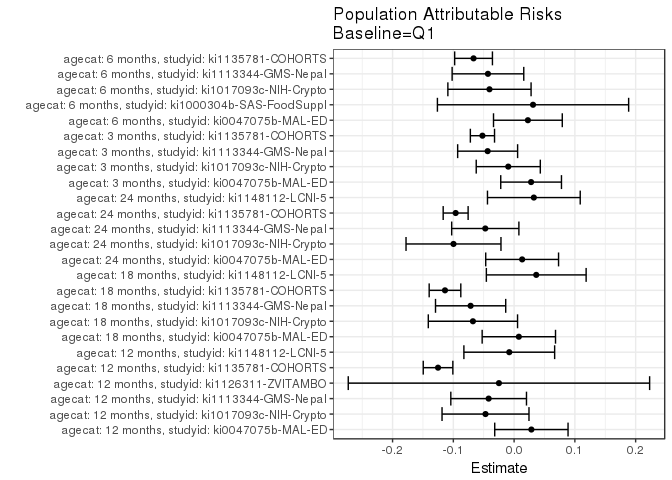 Population Attributable Risks
Baseline=Q1
agecat: 6 months, studyid: ki1135781-COHORTS
agecat: 6 months, studyid: ki1113344-GMS-Nepal
agecat: 6 months, studyid: ki1017093c-NIH-Crypto
agecat: 6 months, studyid: ki1000304b-SAS-FoodSuppl
agecat: 6 months, studyid: ki0047075b-MAL-ED
agecat: 3 months, studyid: ki1135781-COHORTS
agecat: 3 months, studyid: ki1113344-GMS-Nepal
agecat: 3 months, studyid: ki1017093c-NIH-Crypto
agecat: 3 months, studyid: ki0047075b-MAL-ED
agecat: 24 months, studyid: ki1148112-LCNI-5
agecat: 24 months, studyid: ki1135781-COHORTS
agecat: 24 months, studyid: ki1113344-GMS-Nepal
agecat: 24 months, studyid: ki1017093c-NIH-Crypto
agecat: 24 months, studyid: ki0047075b-MAL-ED
agecat: 18 months, studyid: ki1148112-LCNI-5
agecat: 18 months, studyid: ki1135781-COHORTS
agecat: 18 months, studyid: ki1113344-GMS-Nepal
agecat: 18 months, studyid: ki1017093c-NIH-Crypto
agecat: 18 months, studyid: ki0047075b-MAL-ED
agecat: 12 months, studyid: ki1148112-LCNI-5
agecat: 12 months, studyid: ki1135781-COHORTS
agecat: 12 months, studyid: ki1126311-ZVITAMBO
agecat: 12 months, studyid: ki1113344-GMS-Nepal
agecat: 12 months, studyid: ki1017093c-NIH-Crypto
agecat: 12 months, studyid: ki0047075b-MAL-ED
-0.2 -0.1 0.0 0.1 0.2
Estimate